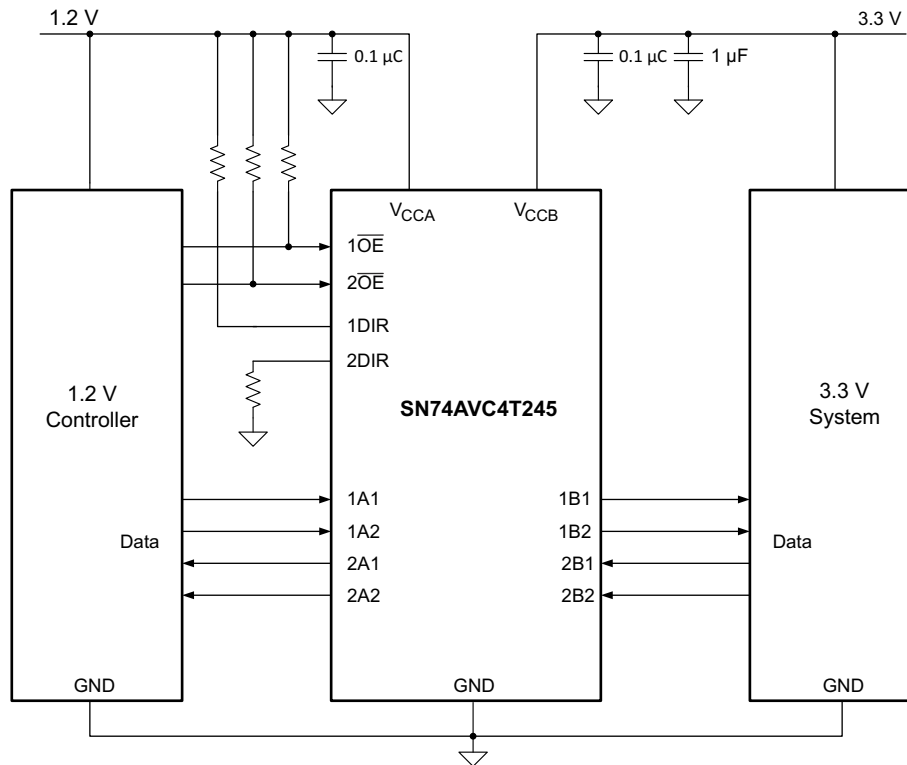 1.2 V
3.3 V
0.1 µC
0.1 µC
1 µF
VCCA
VCCB
1OE
2OE
1DIR
2DIR
SN74AVC4T245
1.2 V
Controller
3.3 V
System
1A1
1B1
1A2
1B2
Data
Data
2A1
2B1
2A2
2B2
GND
GND
GND